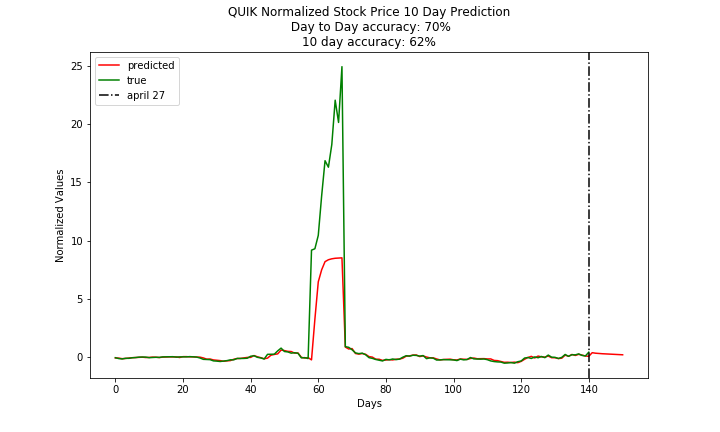 QUIK Normalized Stock Price 10 Day Prediction
Day to Day accuracy: 70%
10 day accuracy: 62%
predicted
true
april 27
Normalized Values
25
20
15
10
5
0
0 20 40 60 80 100 120 140
Days